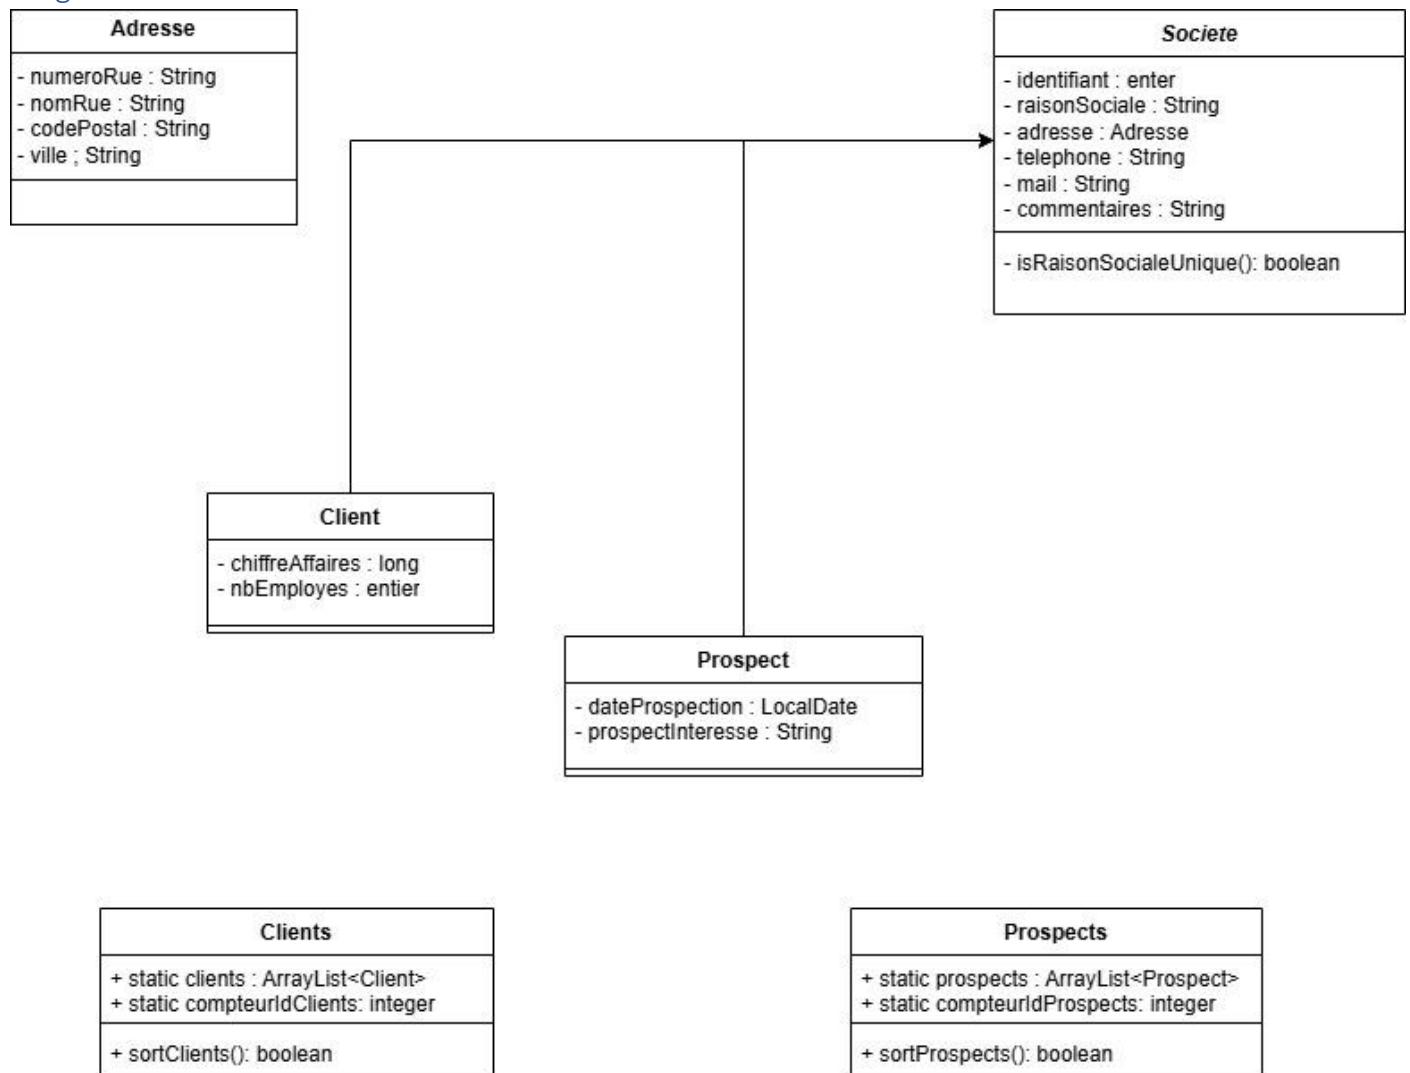 Adresse
- numeroRue : String
- nomRue : String
- codePostal : String
- ville ; String
Societe
- identifiant : enter
- raisonSociale : String
- adresse : Adresse
- telephone : String
- mail : String
- commentaires : String
- isRaisonSocialeUnique(): boolean
Client
- chiffreAffaires : long
- nbEmployes : entier
Prospect
- dateProspection : LocalDate
- prospectInteresse : String
Clients
+ static clients : ArrayList<Client>
+ static compteurIdClients: integer
+ sortClients(): boolean
Prospects
+ static prospects : ArrayList<Prospect>
+ static compteurIdProspects: integer
+ sortProspects(): boolean